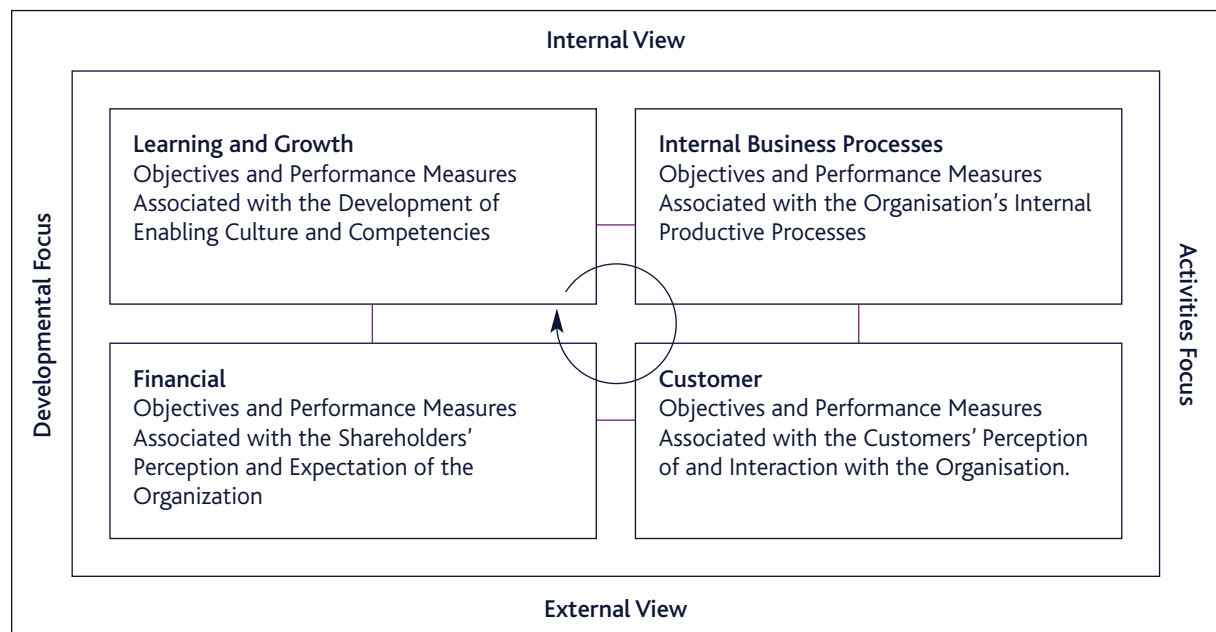 Internal View
Developmental Focus
Learning and Growth
Objectives and Performance Measures
Associated with the Development of
Enabling Culture and Competencies
Internal Business Processes
Objectives and Performance Measures
Associated with the Organisation's Internal
Productive Processes
Financial
Objectives and Performance Measures
Associated with the Shareholders'
Perception and Expectation of the
Organization
Customer
Objectives and Performance Measures
Associated with the Customers' Perception
of and Interaction with the Organisation.
Activities Focus
External View